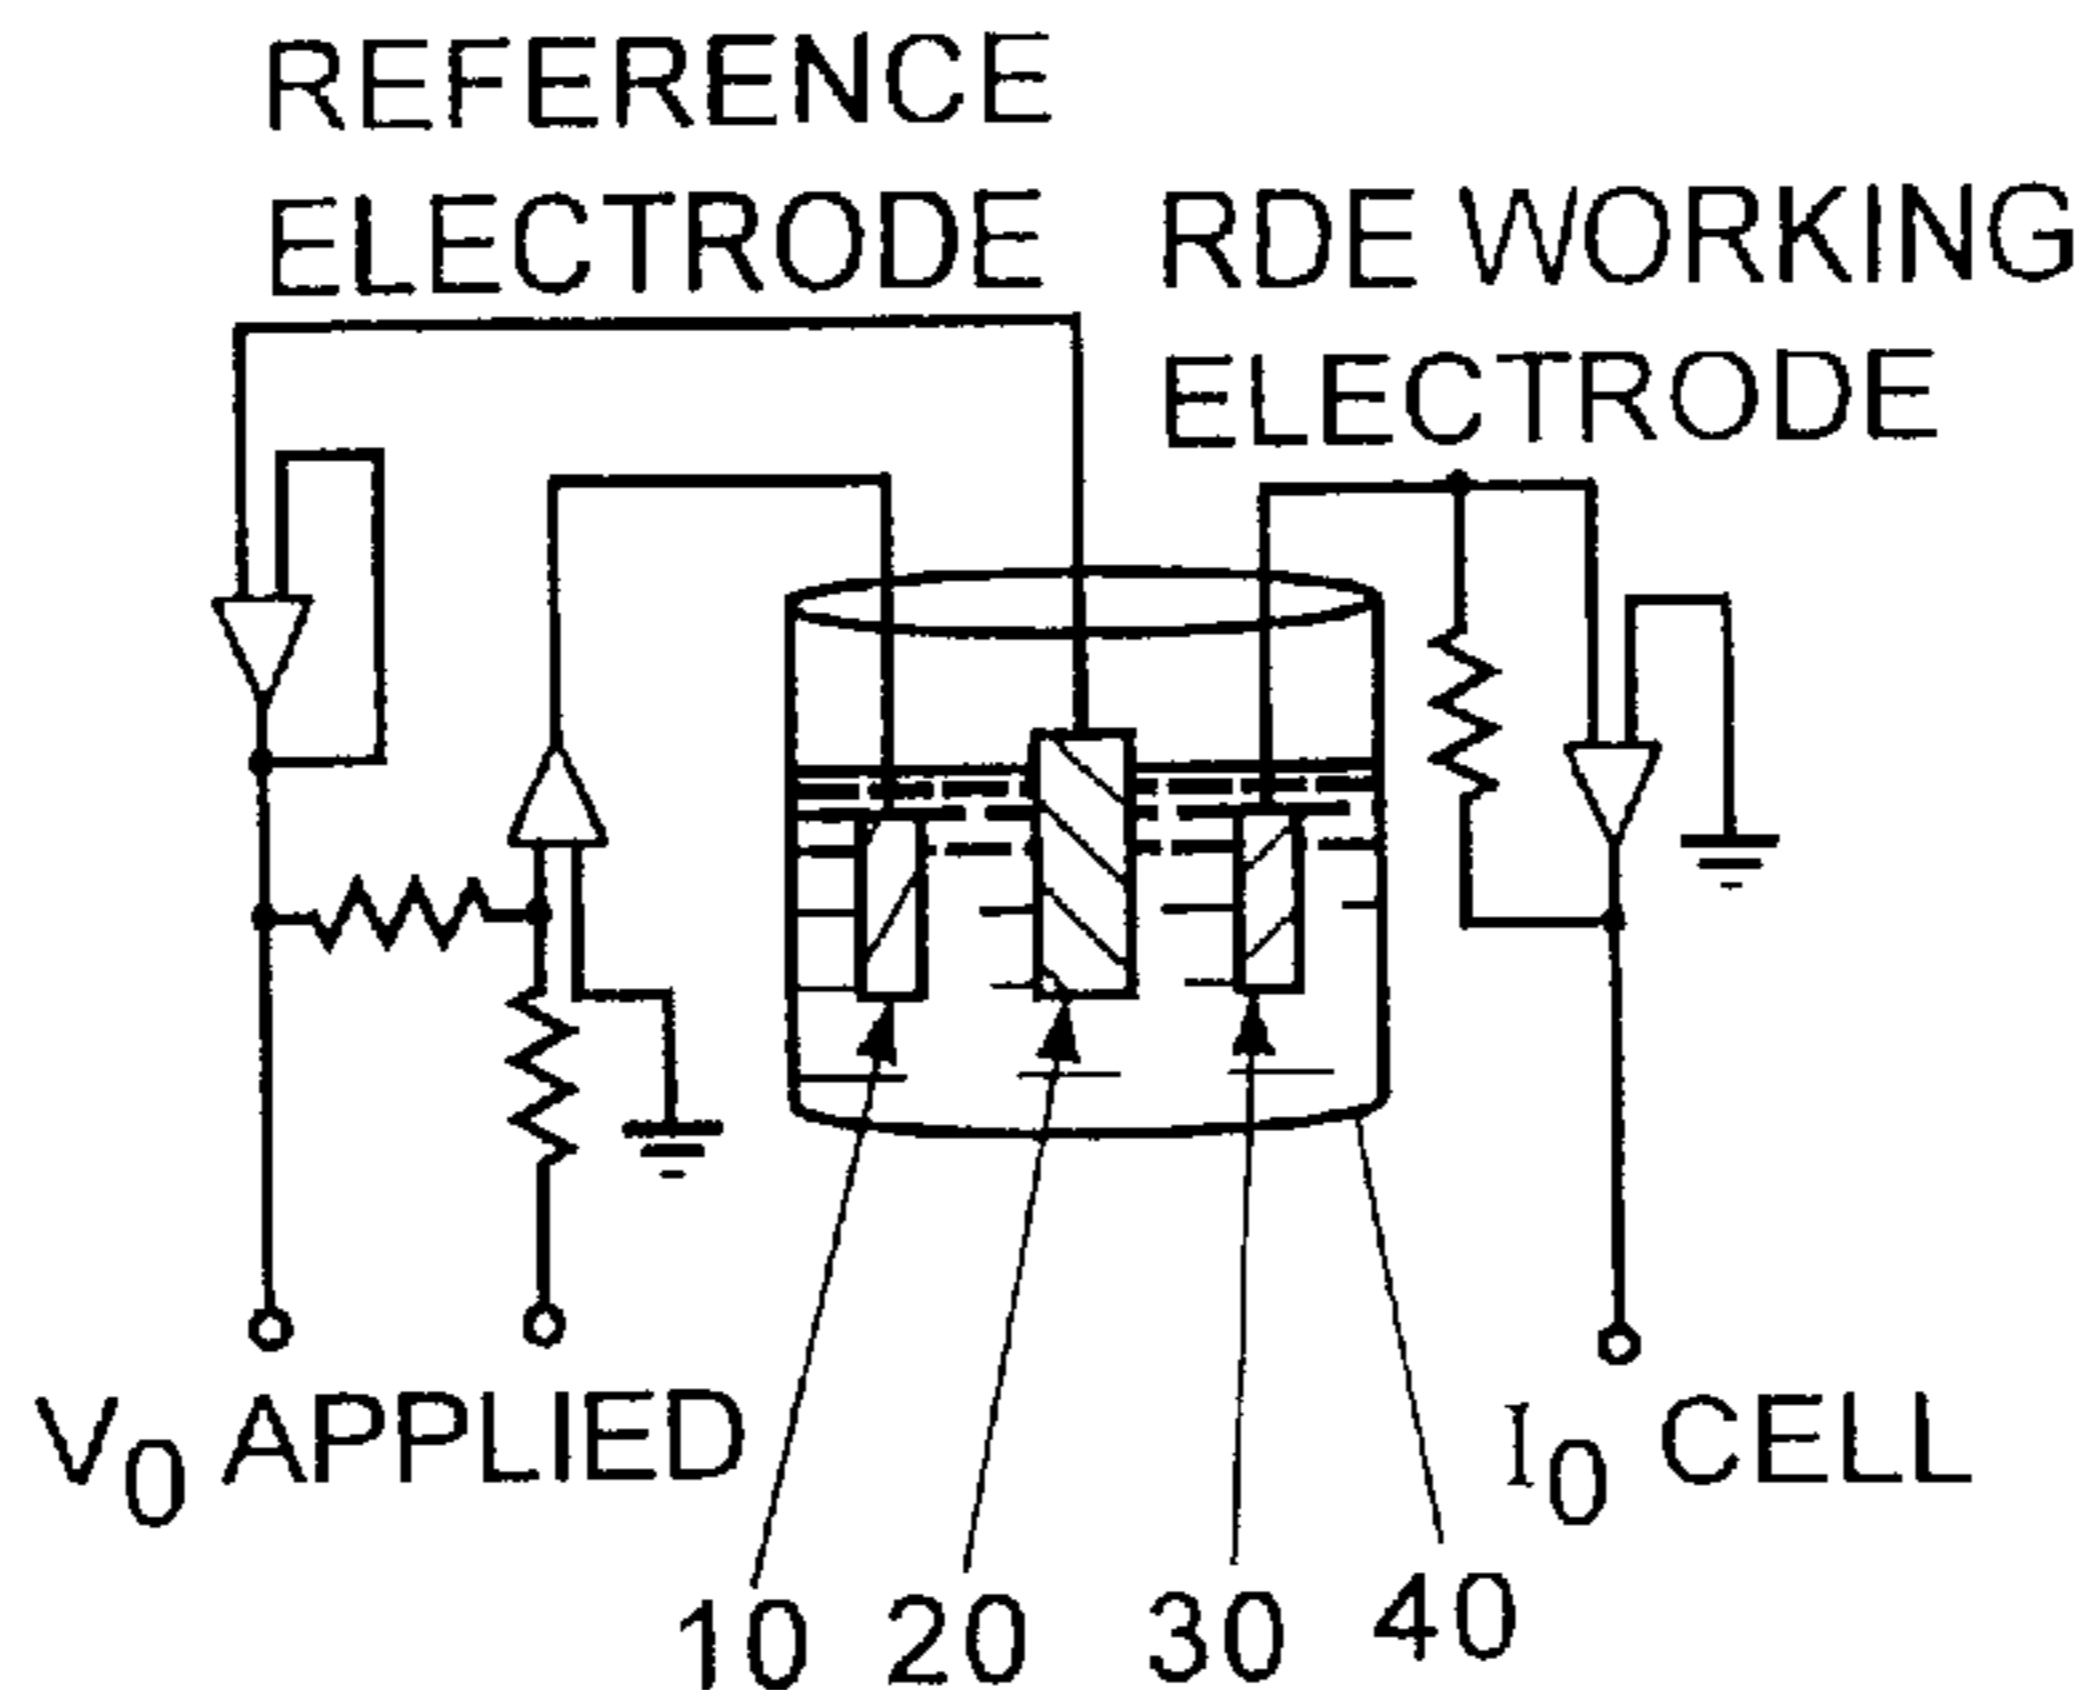 REFERENCE
ELECTRODE
RDE WORKING
ELECTRODE
V0 APPLIED
I0 CELL
10 20 30 40